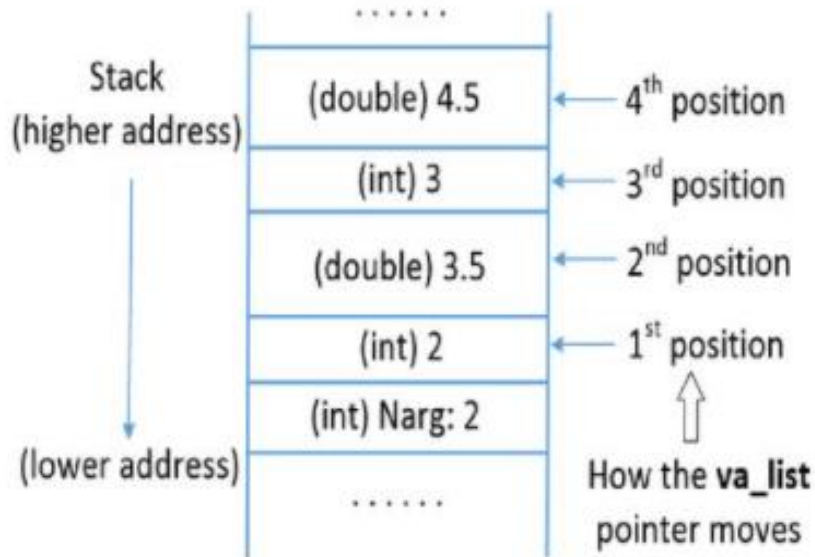 ......
Stack
(higher address)
(double) 4.5
4th position
(int) 3
3rd position
(double) 3.5
2nd position
(int) 2
1st position
(int) Narg: 2
(lower address)
......
How the va_list
pointer moves